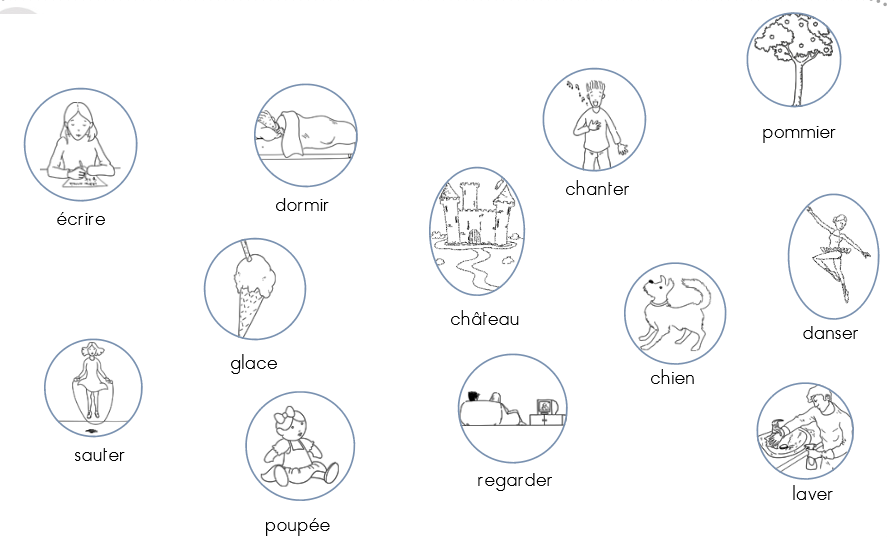 pommier
chanter
dormir
écrire
château
danser
glace
chien
sauter
regarder
laver
poupée